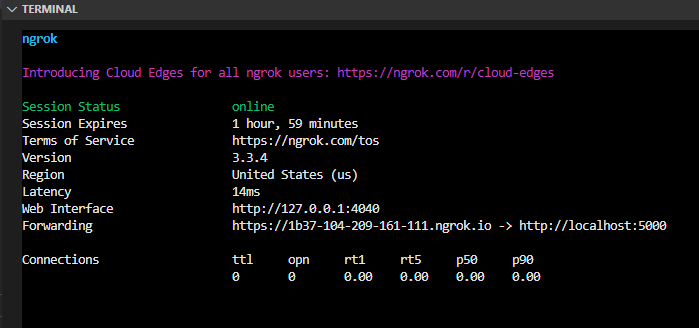 TERMINAL
ngrok
Introducing Cloud Edges for all ngrok users: https://ngrok.com/r/cloud-edges
Session Status online
Session Expires 1 hour, 59 minutes
Terms of Service https://ngrok.com/tos
Version 3.3.4
Region United States (us)
Latency 14ms
Web Interface http://127.0.0.1:4040
Forwarding https://1b37-104-209-161-111.ngrok.io -> http://localhost:5000
Connections ttl opn rt1 rt5 p50 p90
0 0 0.00 0.00 0.00 0.00